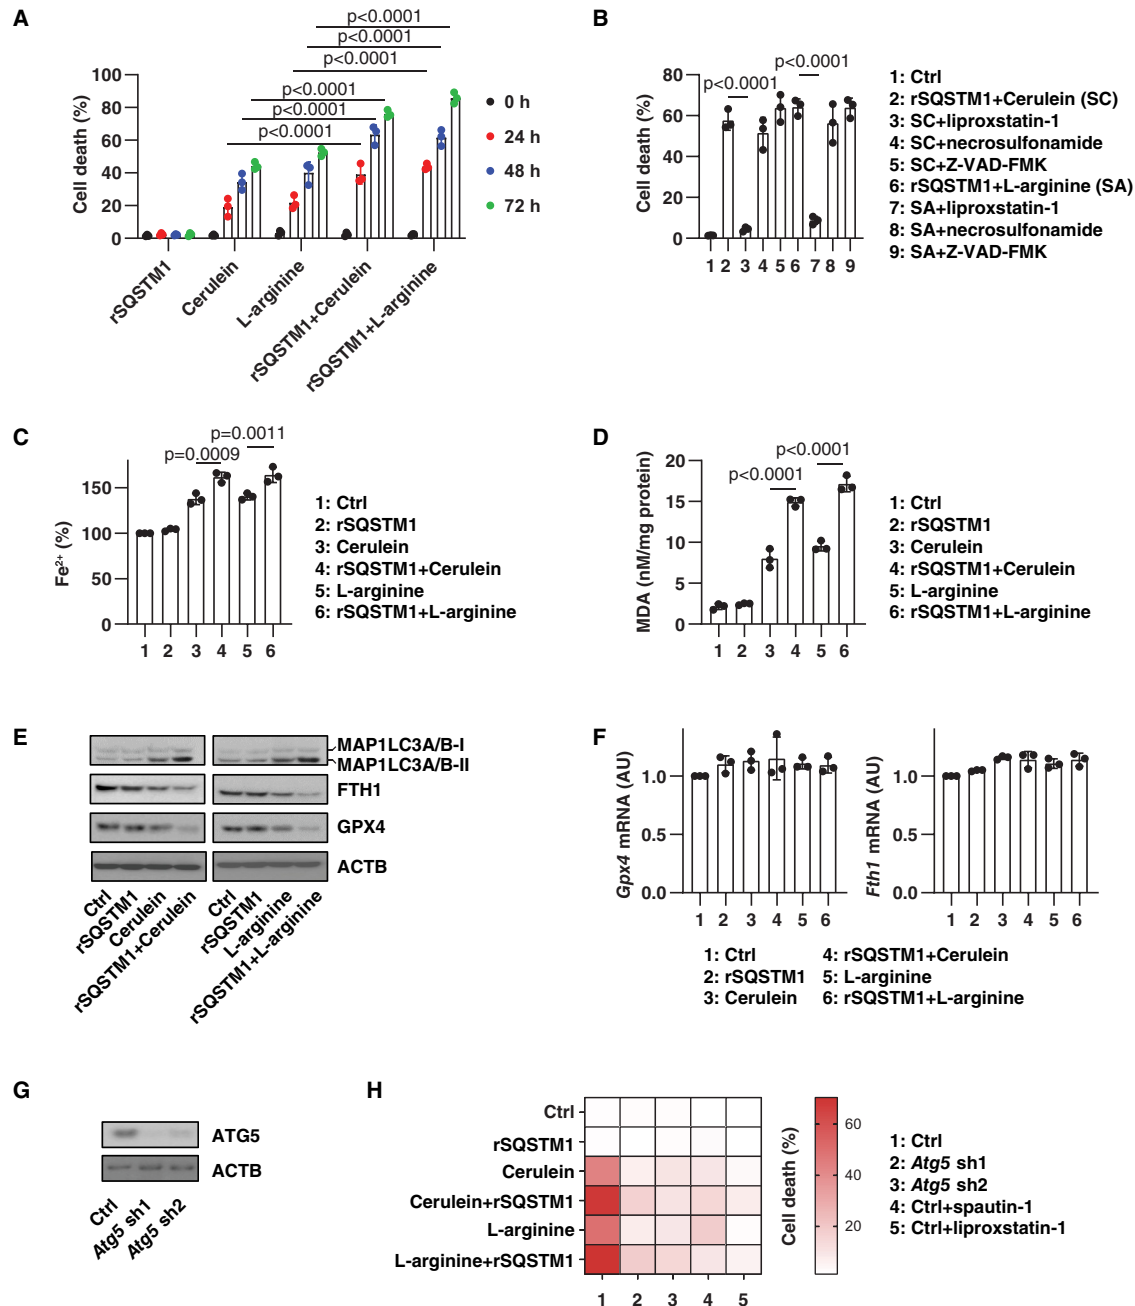 A
p<0.0001
p<0.0001
p<0.0001
p<0.0001
p<0.0001
p<0.0001
Cell death (%)
100
80
60
40
20
0
rSQSTM1
Cerulein
L-arginine
rSQSTM1+Cerulein
rSQSTM1+L-arginine
0 h
24 h
48 h
72 h
B
p<0.0001
p<0.0001
Cell death (%)
80
60
40
20
0
1 2 3 4 5 6 7 8 9
1: Ctrl
2: rSQSTM1+Cerulein (SC)
3: SC+liproxstatin-1
4: SC+necrosulfonamide
5: SC+Z-VAD-FMK
6: rSQSTM1+L-arginine (SA)
7: SA+liproxstatin-1
8: SA+necrosulfonamide
9: SA+Z-VAD-FMK
C
p=0.0011
p=0.0009
Fe²⁺ (%)
150
100
50
0
1 2 3 4 5 6
1: Ctrl
2: rSQSTM1
3: Cerulein
4: rSQSTM1+Cerulein
5: L-arginine
6: rSQSTM1+L-arginine
D
p<0.0001
p<0.0001
MDA (nM/mg protein)
20
15
10
5
0
1 2 3 4 5 6
1: Ctrl
2: rSQSTM1
3: Cerulein
4: rSQSTM1+Cerulein
5: L-arginine
6: rSQSTM1+L-arginine
E
MAP1LC3A/B-I
MAP1LC3A/B-II
FTH1
GPX4
ACTB
Ctrl
rSQSTM1
Cerulein
rSQSTM1+Cerulein
Ctrl
rSQSTM1
L-arginine
rSQSTM1+L-arginine
F
Gpx4 mRNA (AU)
1.0
0.5
0.0
1 2 3 4 5 6
Fth1 mRNA (AU)
1.0
0.5
0.0
1 2 3 4 5 6
1: Ctrl
2: rSQSTM1
3: Cerulein
4: rSQSTM1+Cerulein
5: L-arginine
6: rSQSTM1+L-arginine
G
ATG5
ACTB
Ctrl
Atg5 sh1
Atg5 sh2
H
Ctrl
rSQSTM1
Cerulein
Cerulein+rSQSTM1
L-arginine
L-arginine+rSQSTM1
1 2 3 4 5
Cell death (%)
60
40
20
1: Ctrl
2: Atg5 sh1
3: Atg5 sh2
4: Ctrl+spautin-1
5: Ctrl+liproxstatin-1